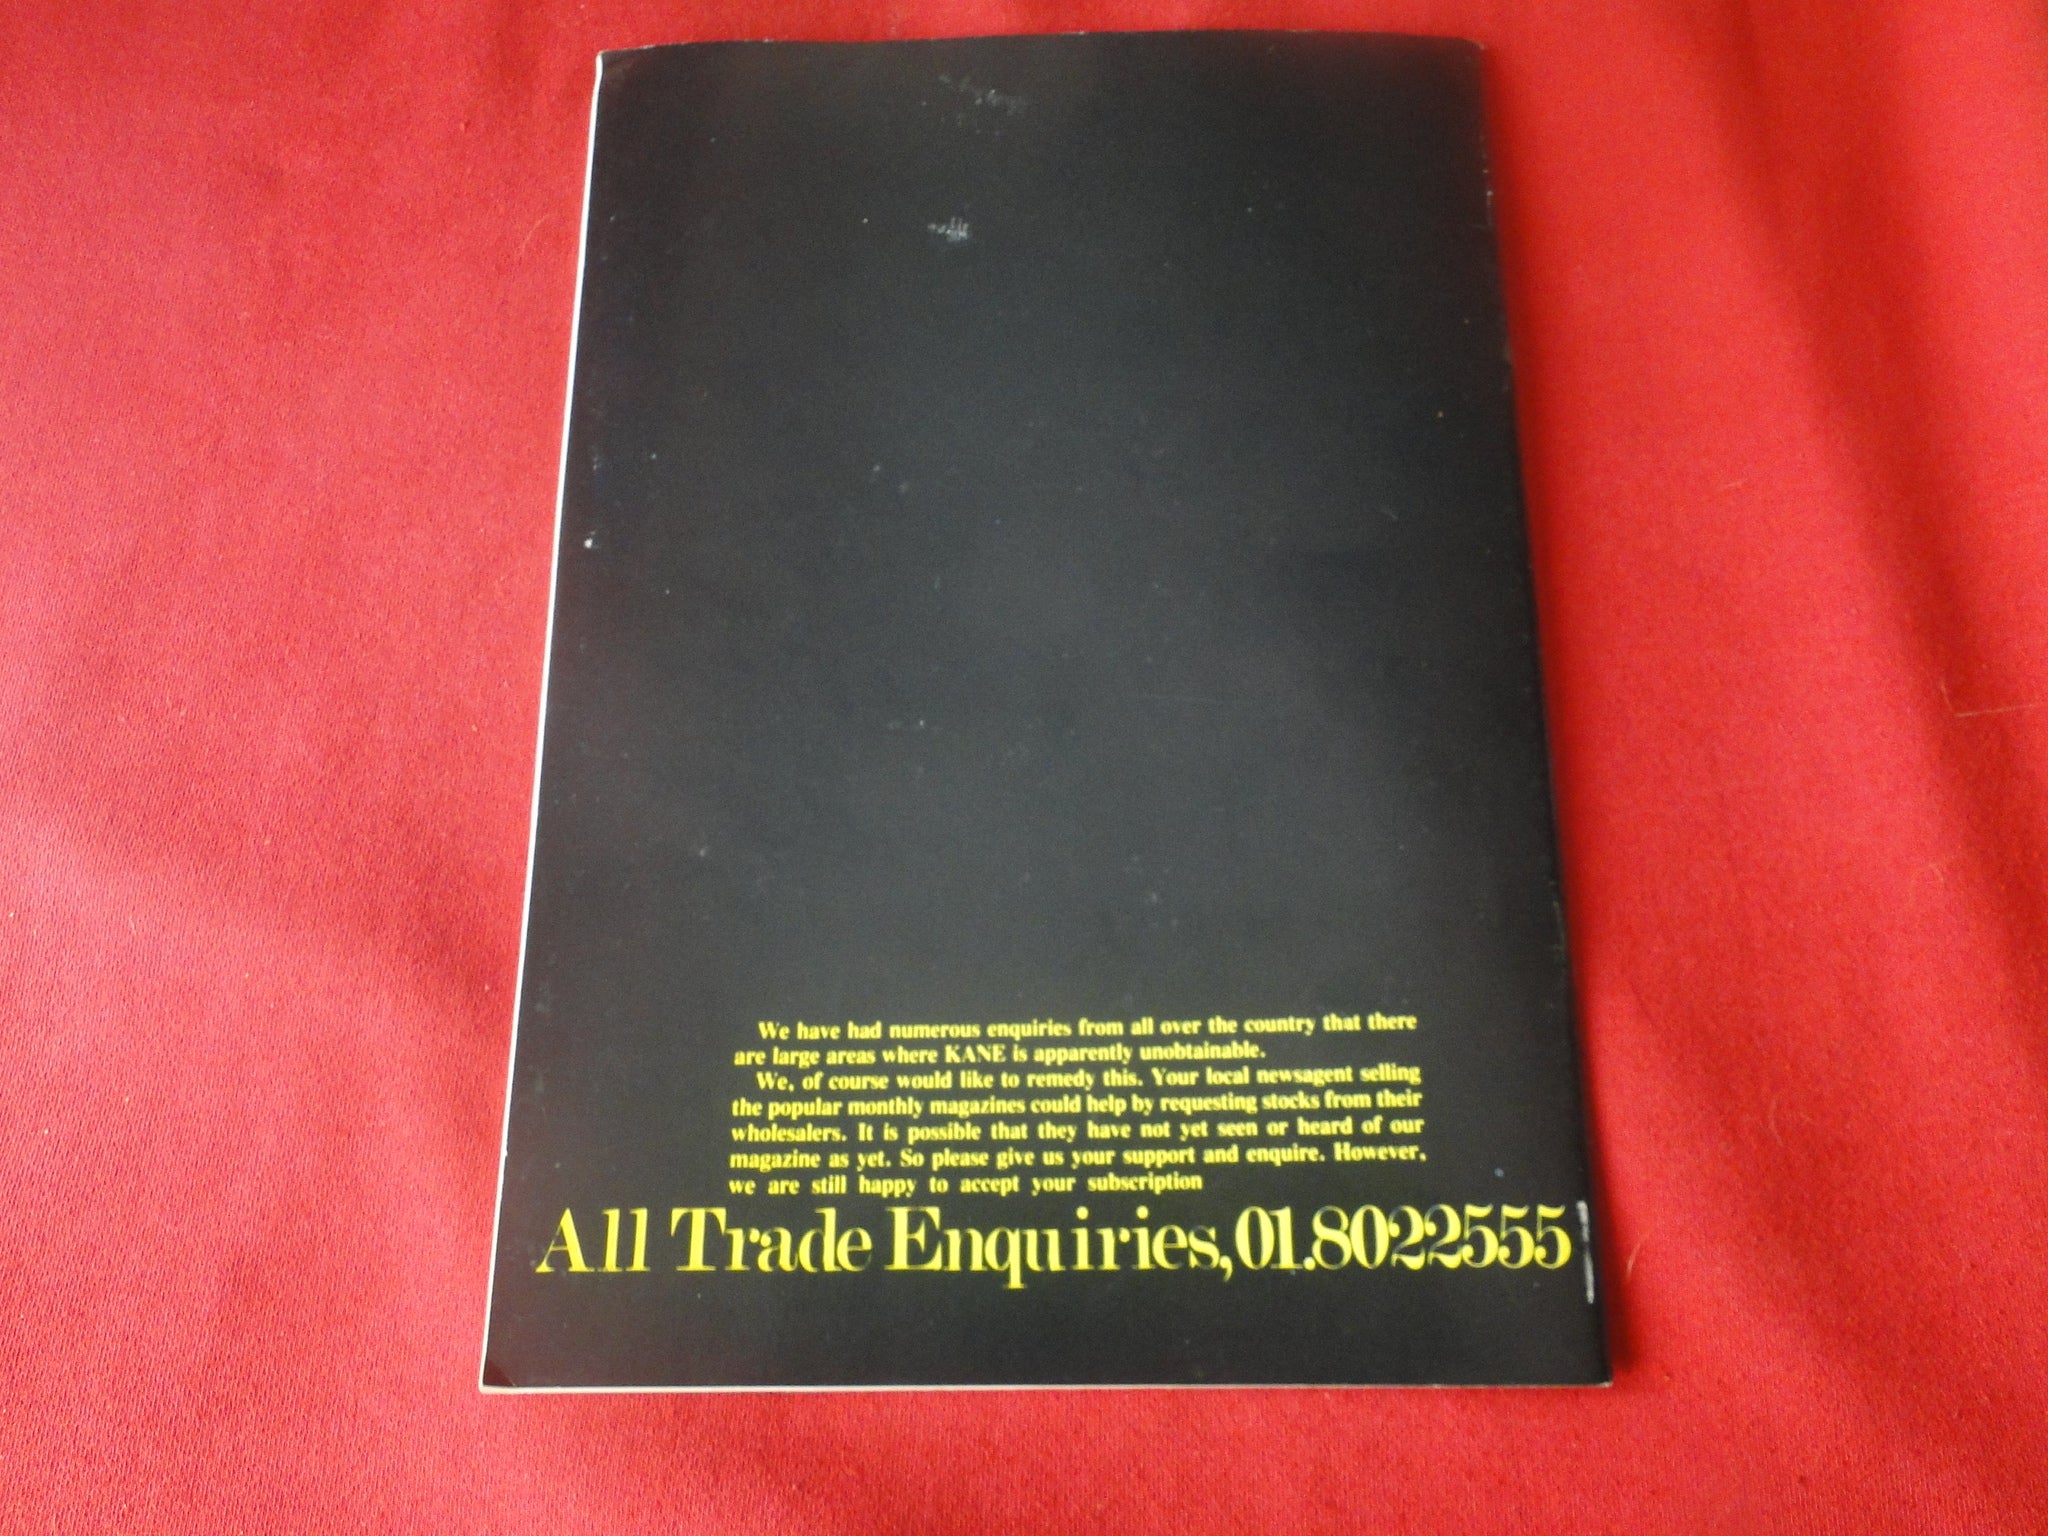 We have had numerous enquiries from all over the country that there
are large areas where KANE is apparently unobtainable.
We, of course would like to remedy this. Your local newsagent selling
the popular monthly magazines could help by requesting stocks from their
wholesalers. It is possible that they have not yet seen or heard of our
magazine as yet. So please give us your support and enquire. However,
we are still happy to accept your subscription
All Trade Enquiries, 01.8022555